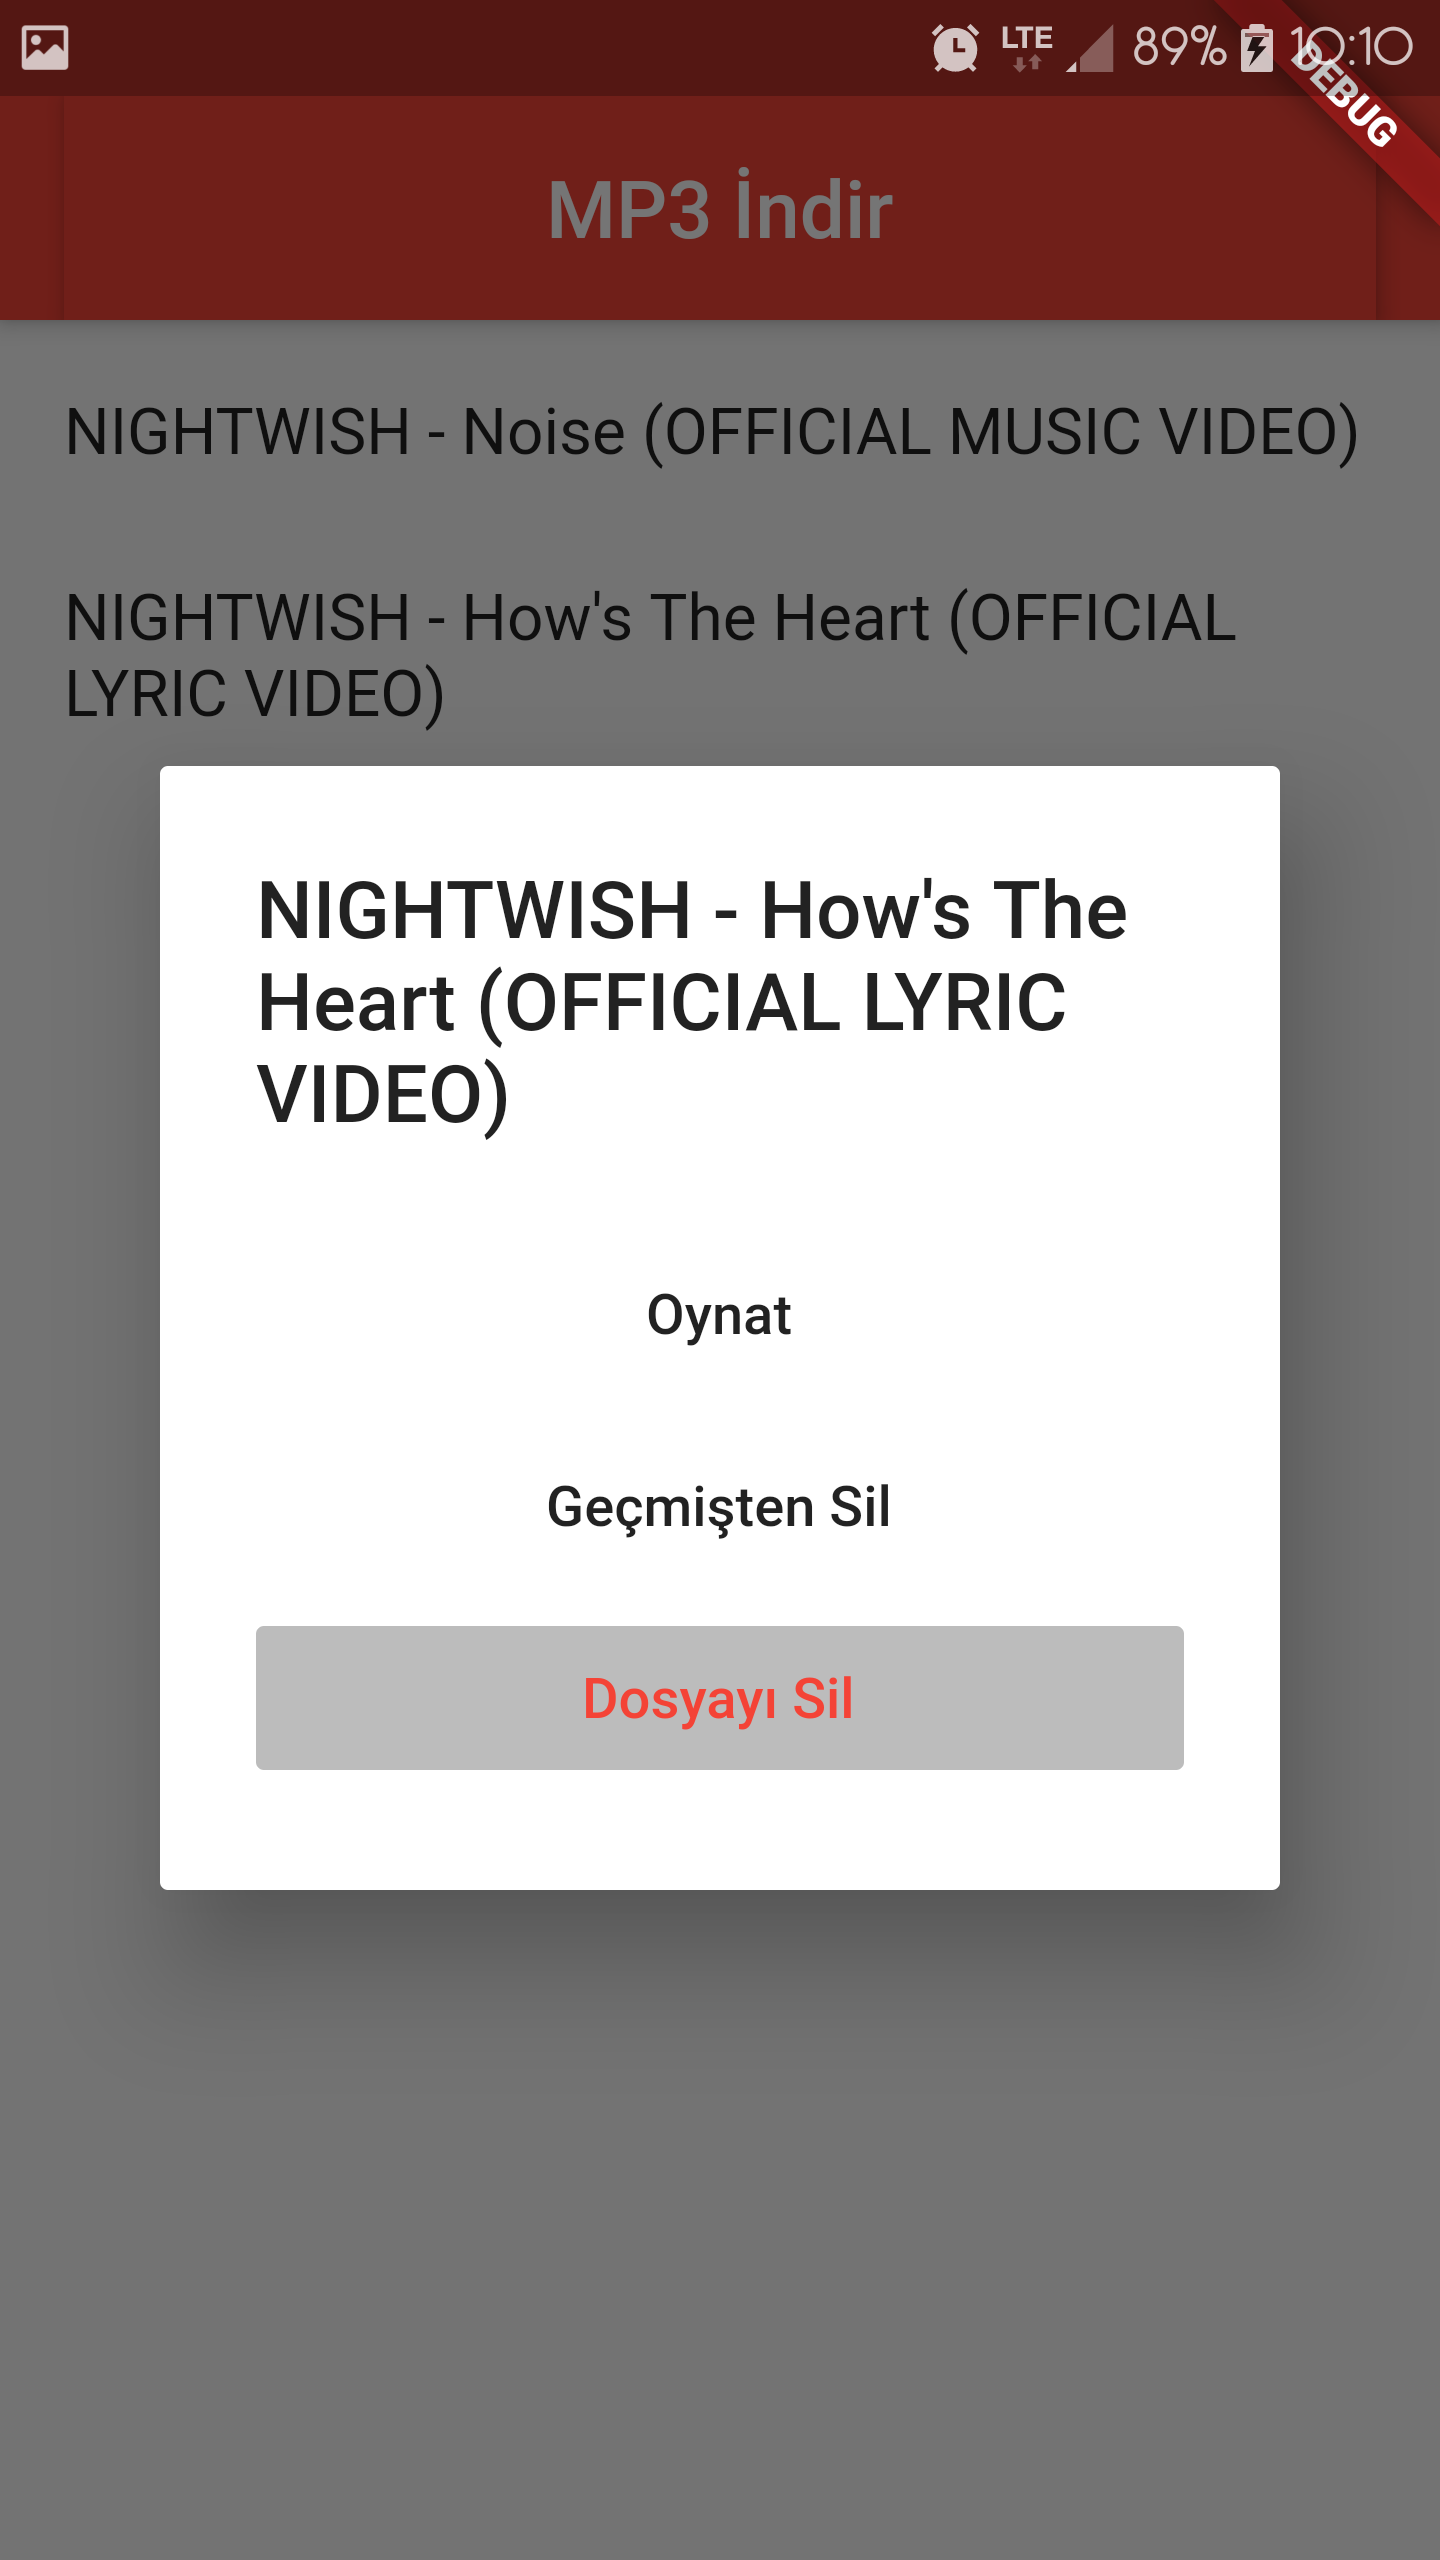 LTE 89% 10:10
DEBUG
MP3 İndir
NIGHTWISH - Noise (OFFICIAL MUSIC VIDEO)
NIGHTWISH - How's The Heart (OFFICIAL
LYRIC VIDEO)
NIGHTWISH - How's The
Heart (OFFICIAL LYRIC
VIDEO)
Oynat
Geçmişten Sil
Dosyayı Sil